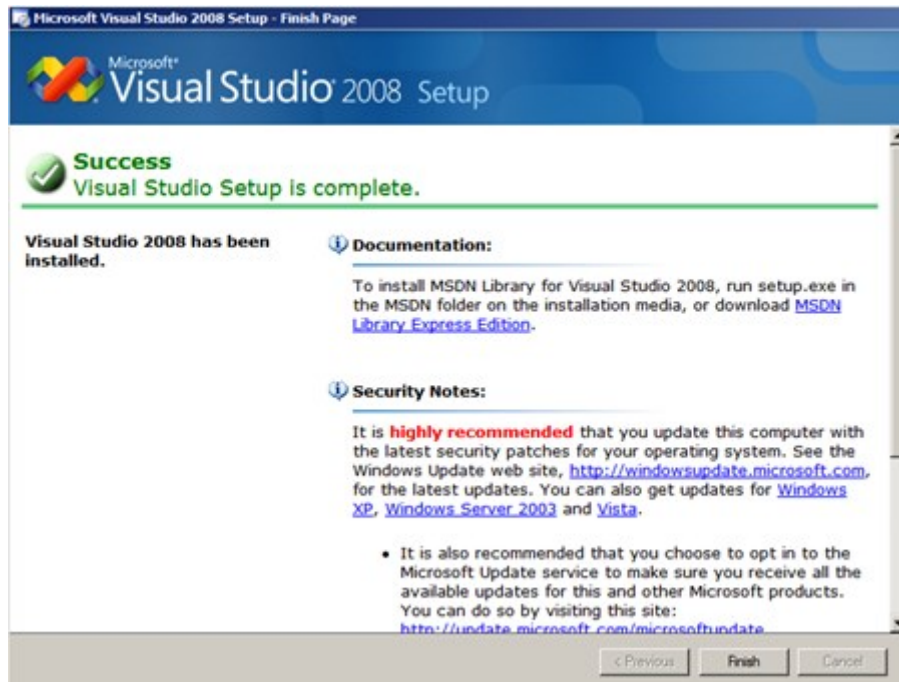 Microsoft Visual Studio 2008 Setup - Finish Page
Microsoft
Visual Studio 2008 Setup
Success
Visual Studio Setup is complete.
Visual Studio 2008 has been
installed.
Documentation:
To install MSDN Library for Visual Studio 2008, run setup.exe in
the MSDN folder on the installation media, or download MSDN
Library Express Edition.
Security Notes:
It is highly recommended that you update this computer with
the latest security patches for your operating system. See the
Windows Update web site, http://windowsupdate.microsoft.com,
for the latest updates. You can also get updates for Windows
XP, Windows Server 2003 and Vista.
• It is also recommended that you choose to opt in to the
Microsoft Update service to make sure you receive all the
available updates for this and other Microsoft products.
You can do so by visiting this site:
http://update.microsoft.com/microsoftupdate
< Previous
Finish
Cancel